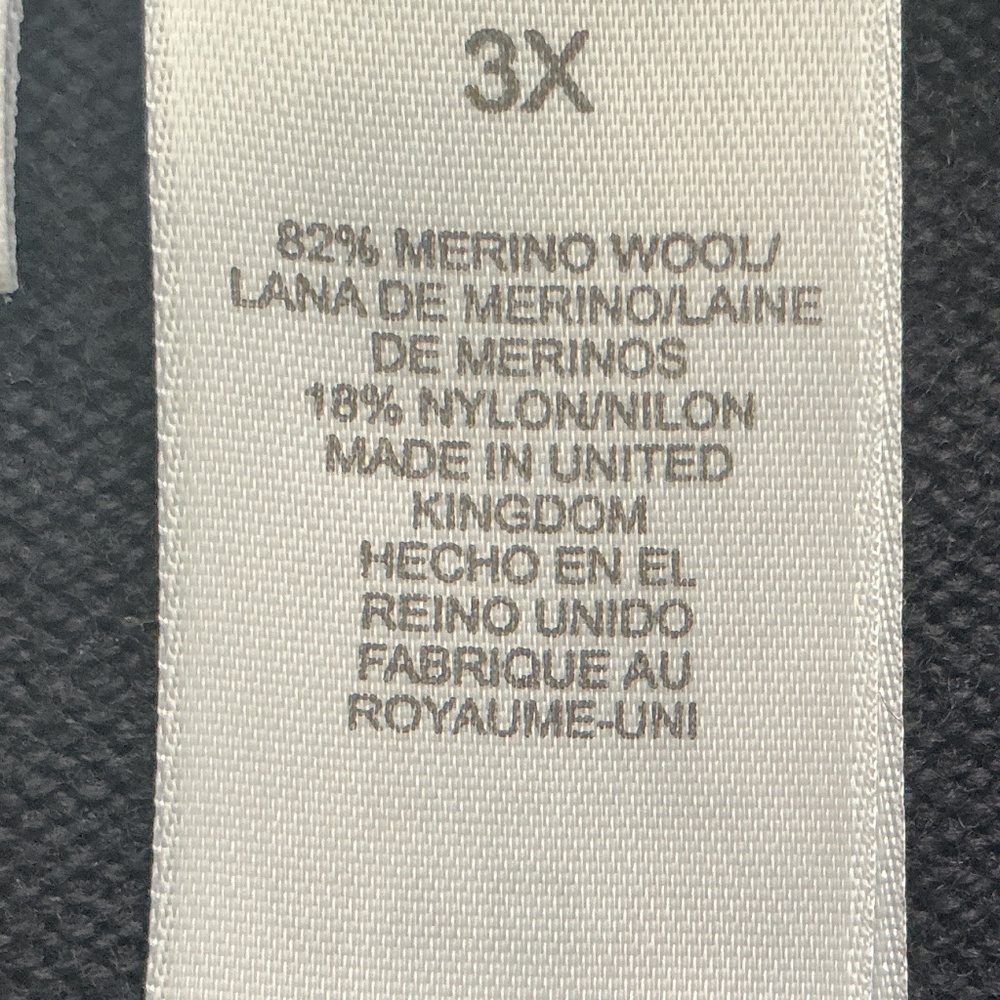 3X
82% MERINO WOOL/
LANA DE MERINO/LAINE
DE MERINOS
18% NYLON/NILON
MADE IN UNITED
KINGDOM
HECHO EN EL
REINO UNIDO
FABRIQUE AU
ROYAUME-UNI